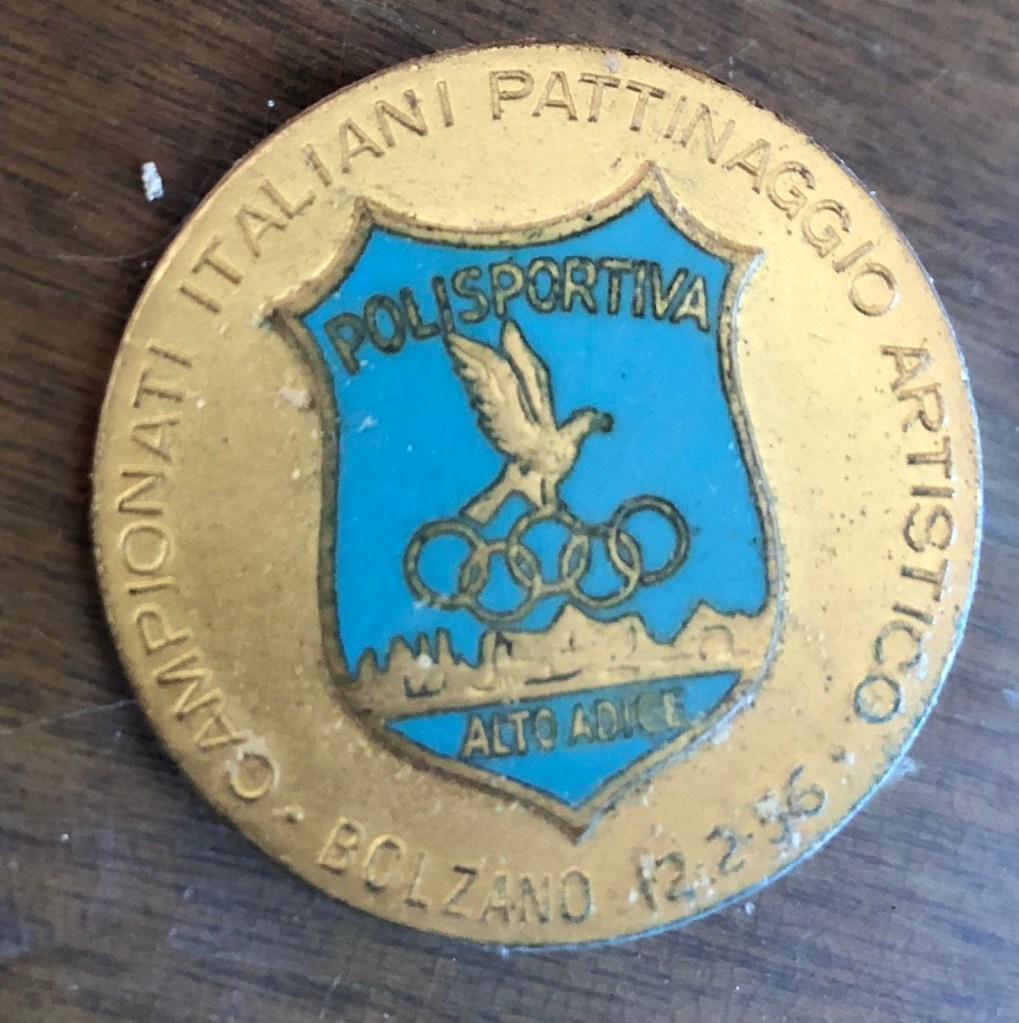 CAMPIONATI ITALIANI PATTINAGGIO ARTISTICO
POLISPORTIVA
ALTO ADIGE
· BOLZANO 12·2·56 ·